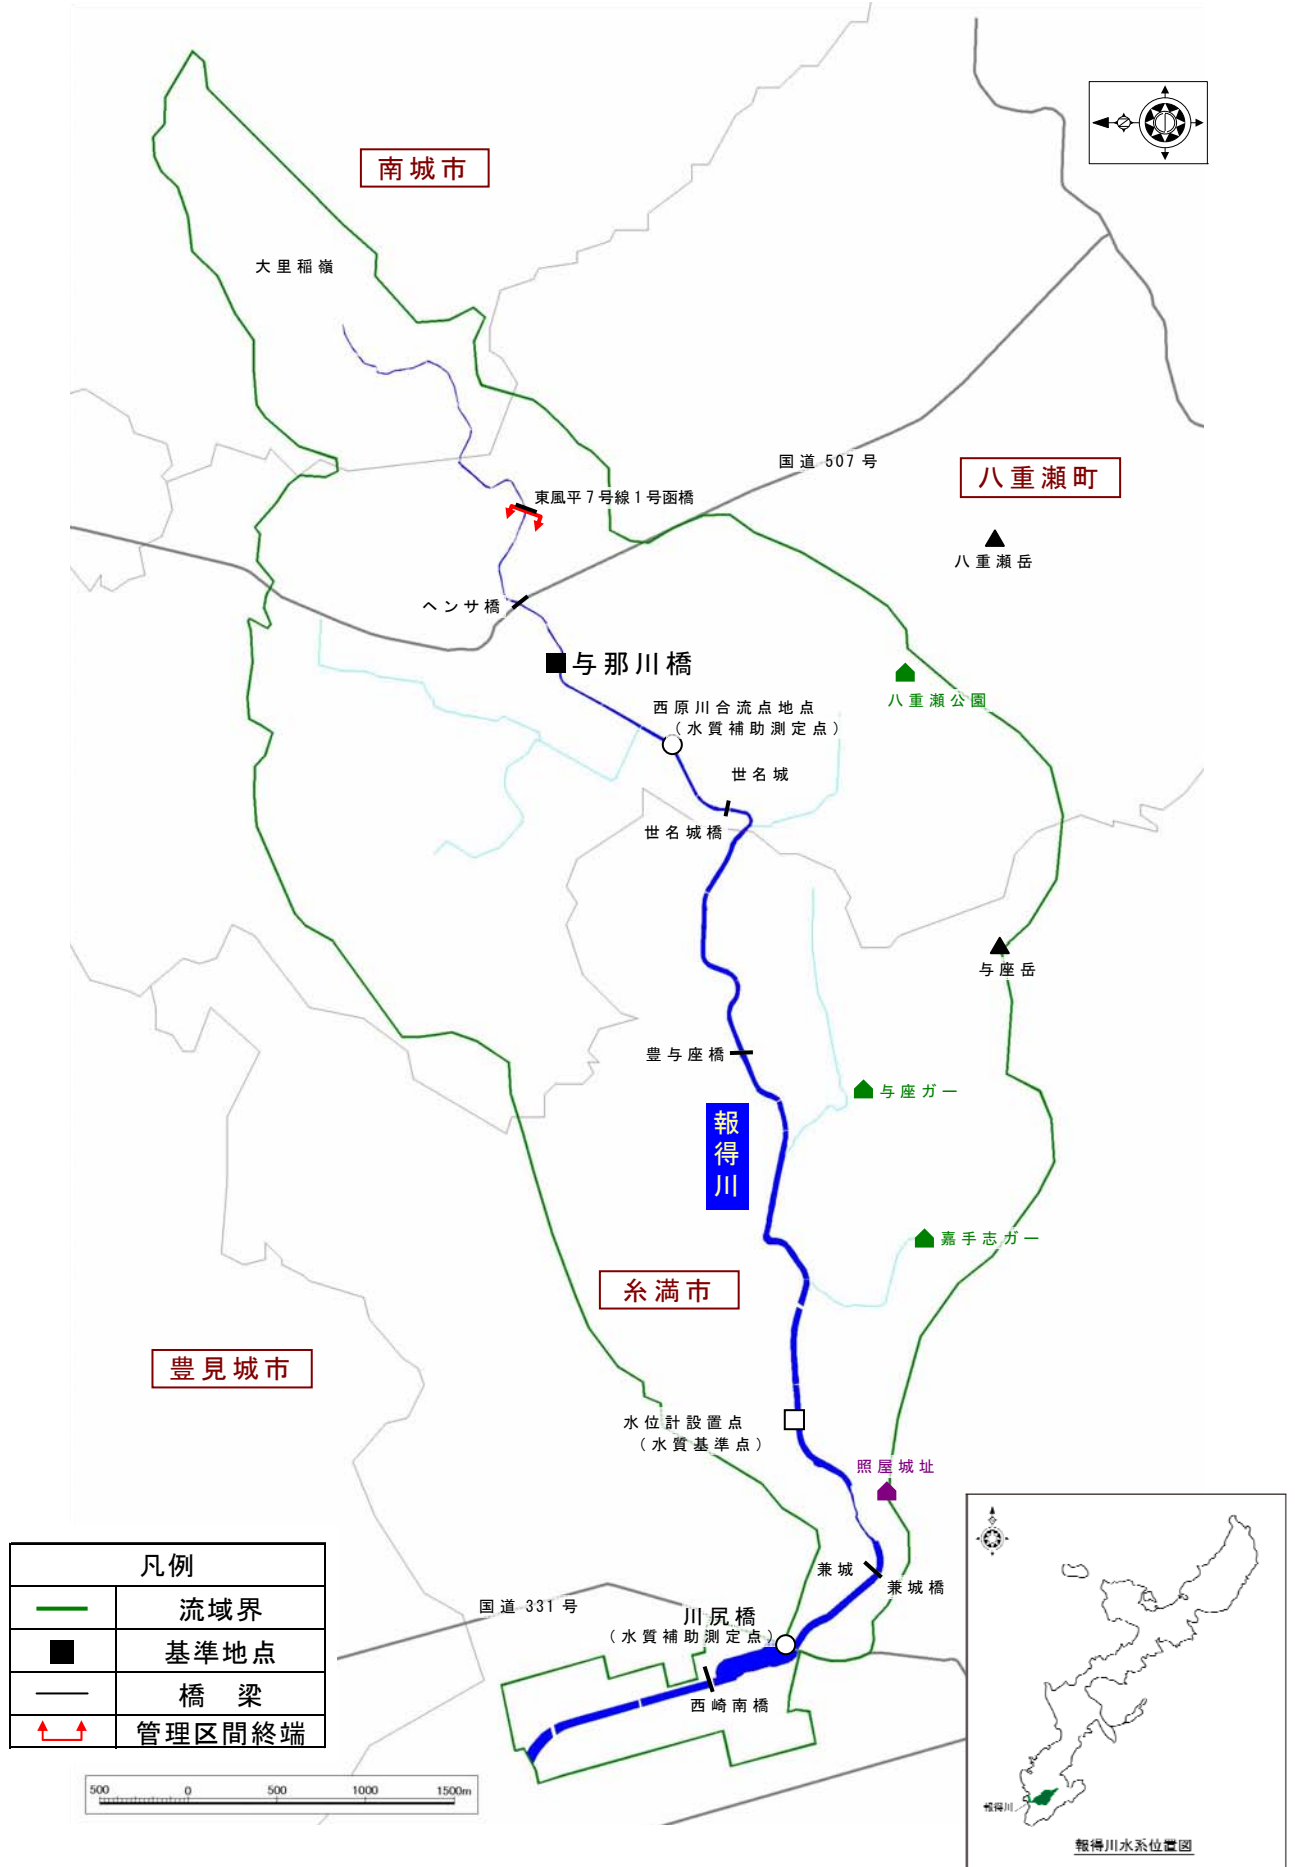 南城市
大里稲嶺
国道 507 号
八重瀬町
東風平7号線1号函橋
八重瀬岳
ヘンサ橋
与那川橋
八重瀬公園
西原川合流点地点
(水質補助測定点)
世名城
世名城橋
与座岳
豊与座橋
与座ガー
報得川
嘉手志ガー
糸満市
豊見城市
水位計設置点
(水質基準点)
照屋城址
兼城
兼城橋
国道 331 号
川尻橋
(水質補助測定点)
西崎南橋
凡例
流域界
基準地点
橋 梁
管理区間終端
500 0 500 1000 1500m
報得川
報得川水系位置図